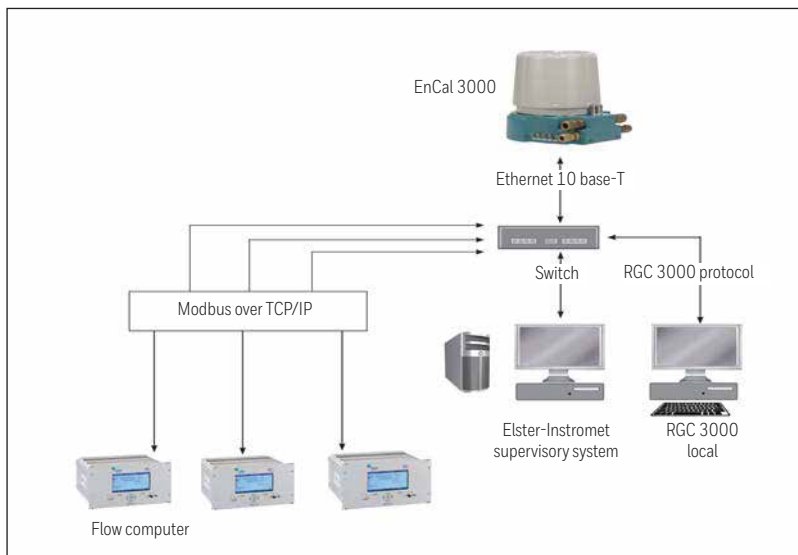 EnCal 3000
Ethernet 10 base-T
Switch
RGC 3000 protocol
Modbus over TCP/IP
Elster-Instromet
supervisory system
RGC 3000
local
Flow computer